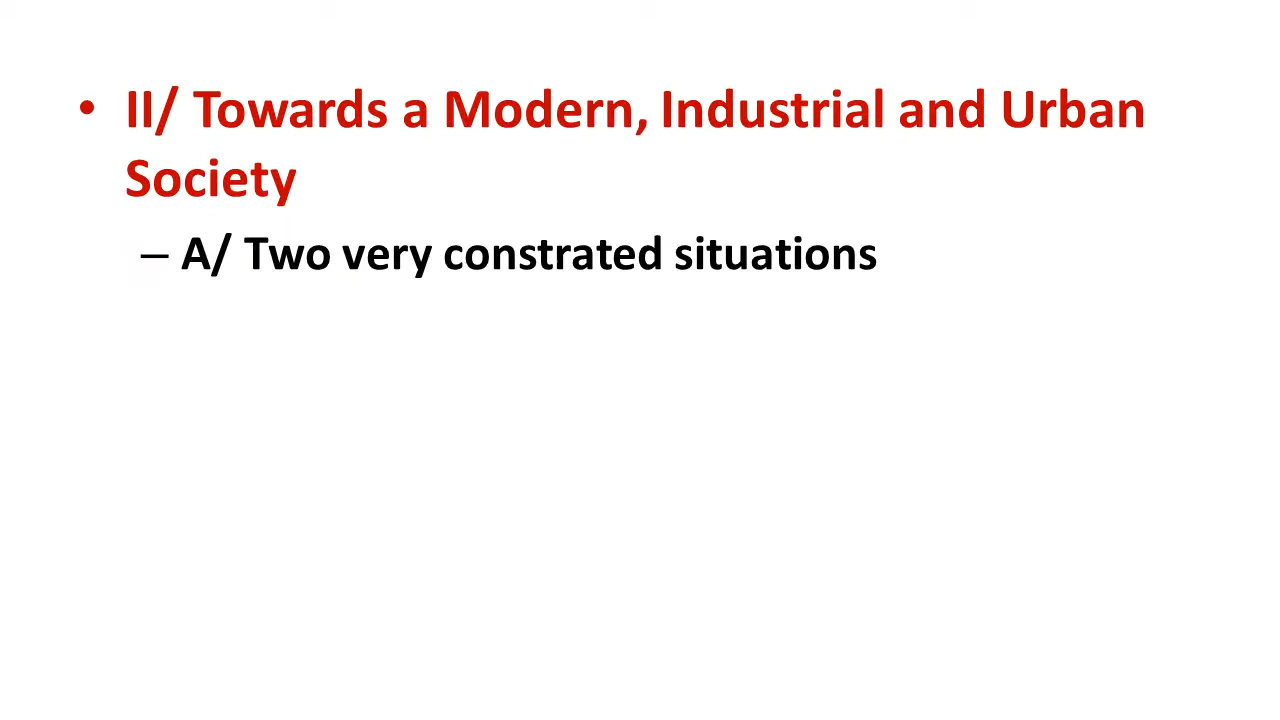 • II/ Towards a Modern, Industrial and Urban
Society
– A/ Two very constrated situations